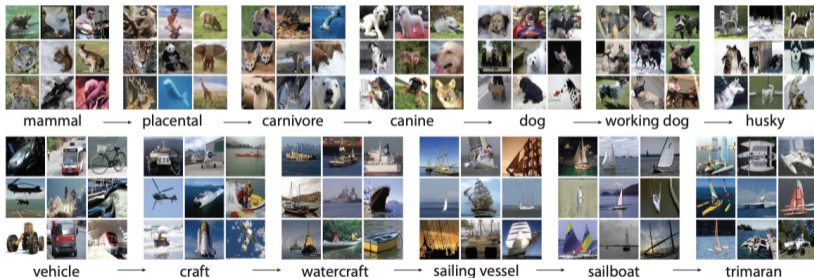 mammal → placental → carnivore → canine → dog → working dog → husky
vehicle → craft → watercraft → sailing vessel → sailboat → trimaran